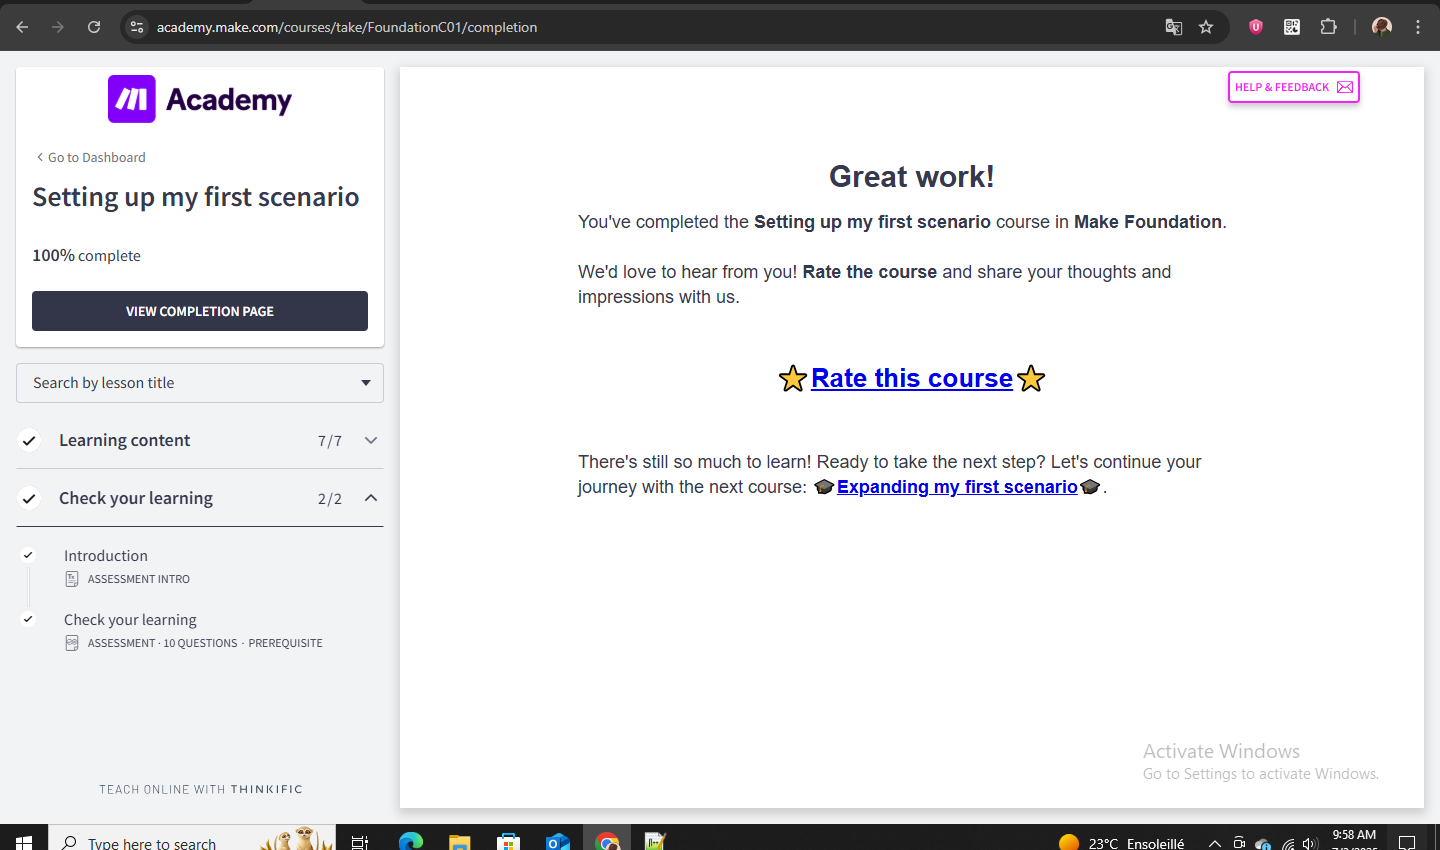 academy.make.com/courses/take/FoundationC01/completion
Academy
Go to Dashboard
Setting up my first scenario
100% complete
VIEW COMPLETION PAGE
Search by lesson title
Learning content 7/7
Check your learning 2/2
Introduction
ASSESSMENT INTRO
Check your learning
ASSESSMENT · 10 QUESTIONS · PREREQUISITE
TEACH ONLINE WITH THINKIFIC
HELP & FEEDBACK
Great work!
You've completed the Setting up my first scenario course in Make Foundation.
We'd love to hear from you! Rate the course and share your thoughts and
impressions with us.
Rate this course
There's still so much to learn! Ready to take the next step? Let's continue your
journey with the next course: Expanding my first scenario.
Activate Windows
Go to Settings to activate Windows.
Type here to search
23°C Ensoleillé
9:58 AM